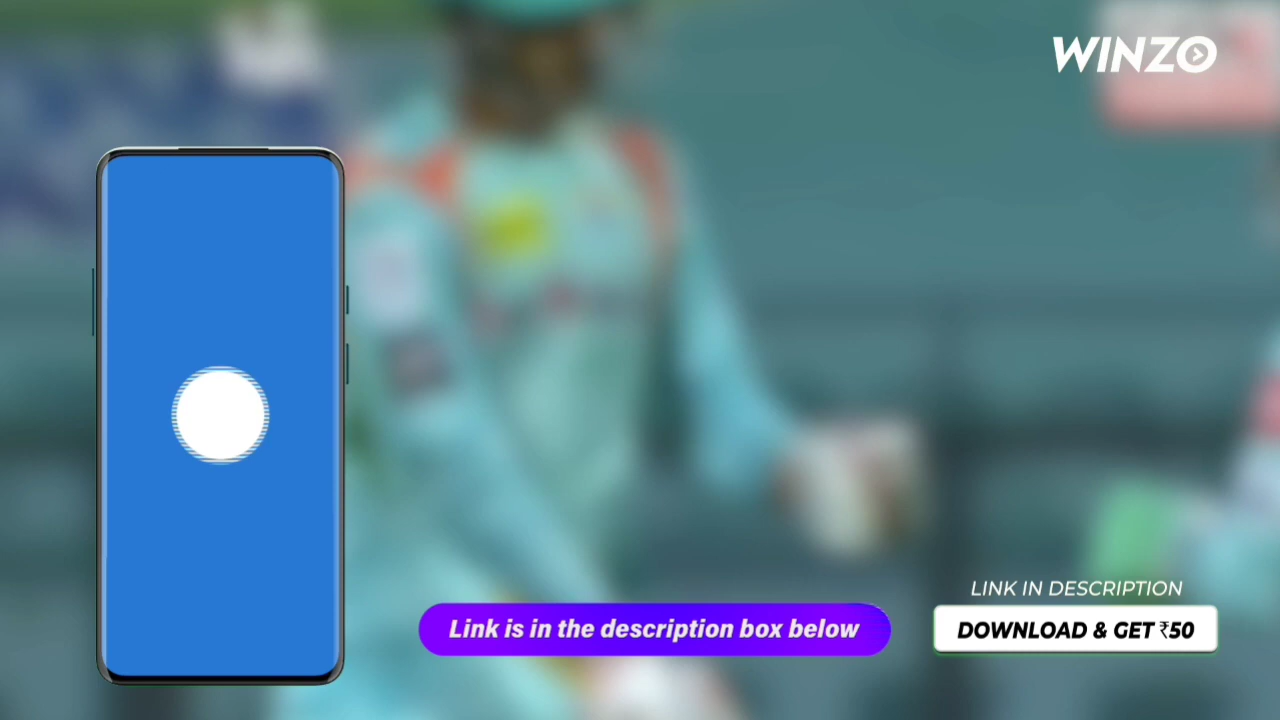 WINZO
LINK IN DESCRIPTION
Link is in the description box below
DOWNLOAD & GET ₹50